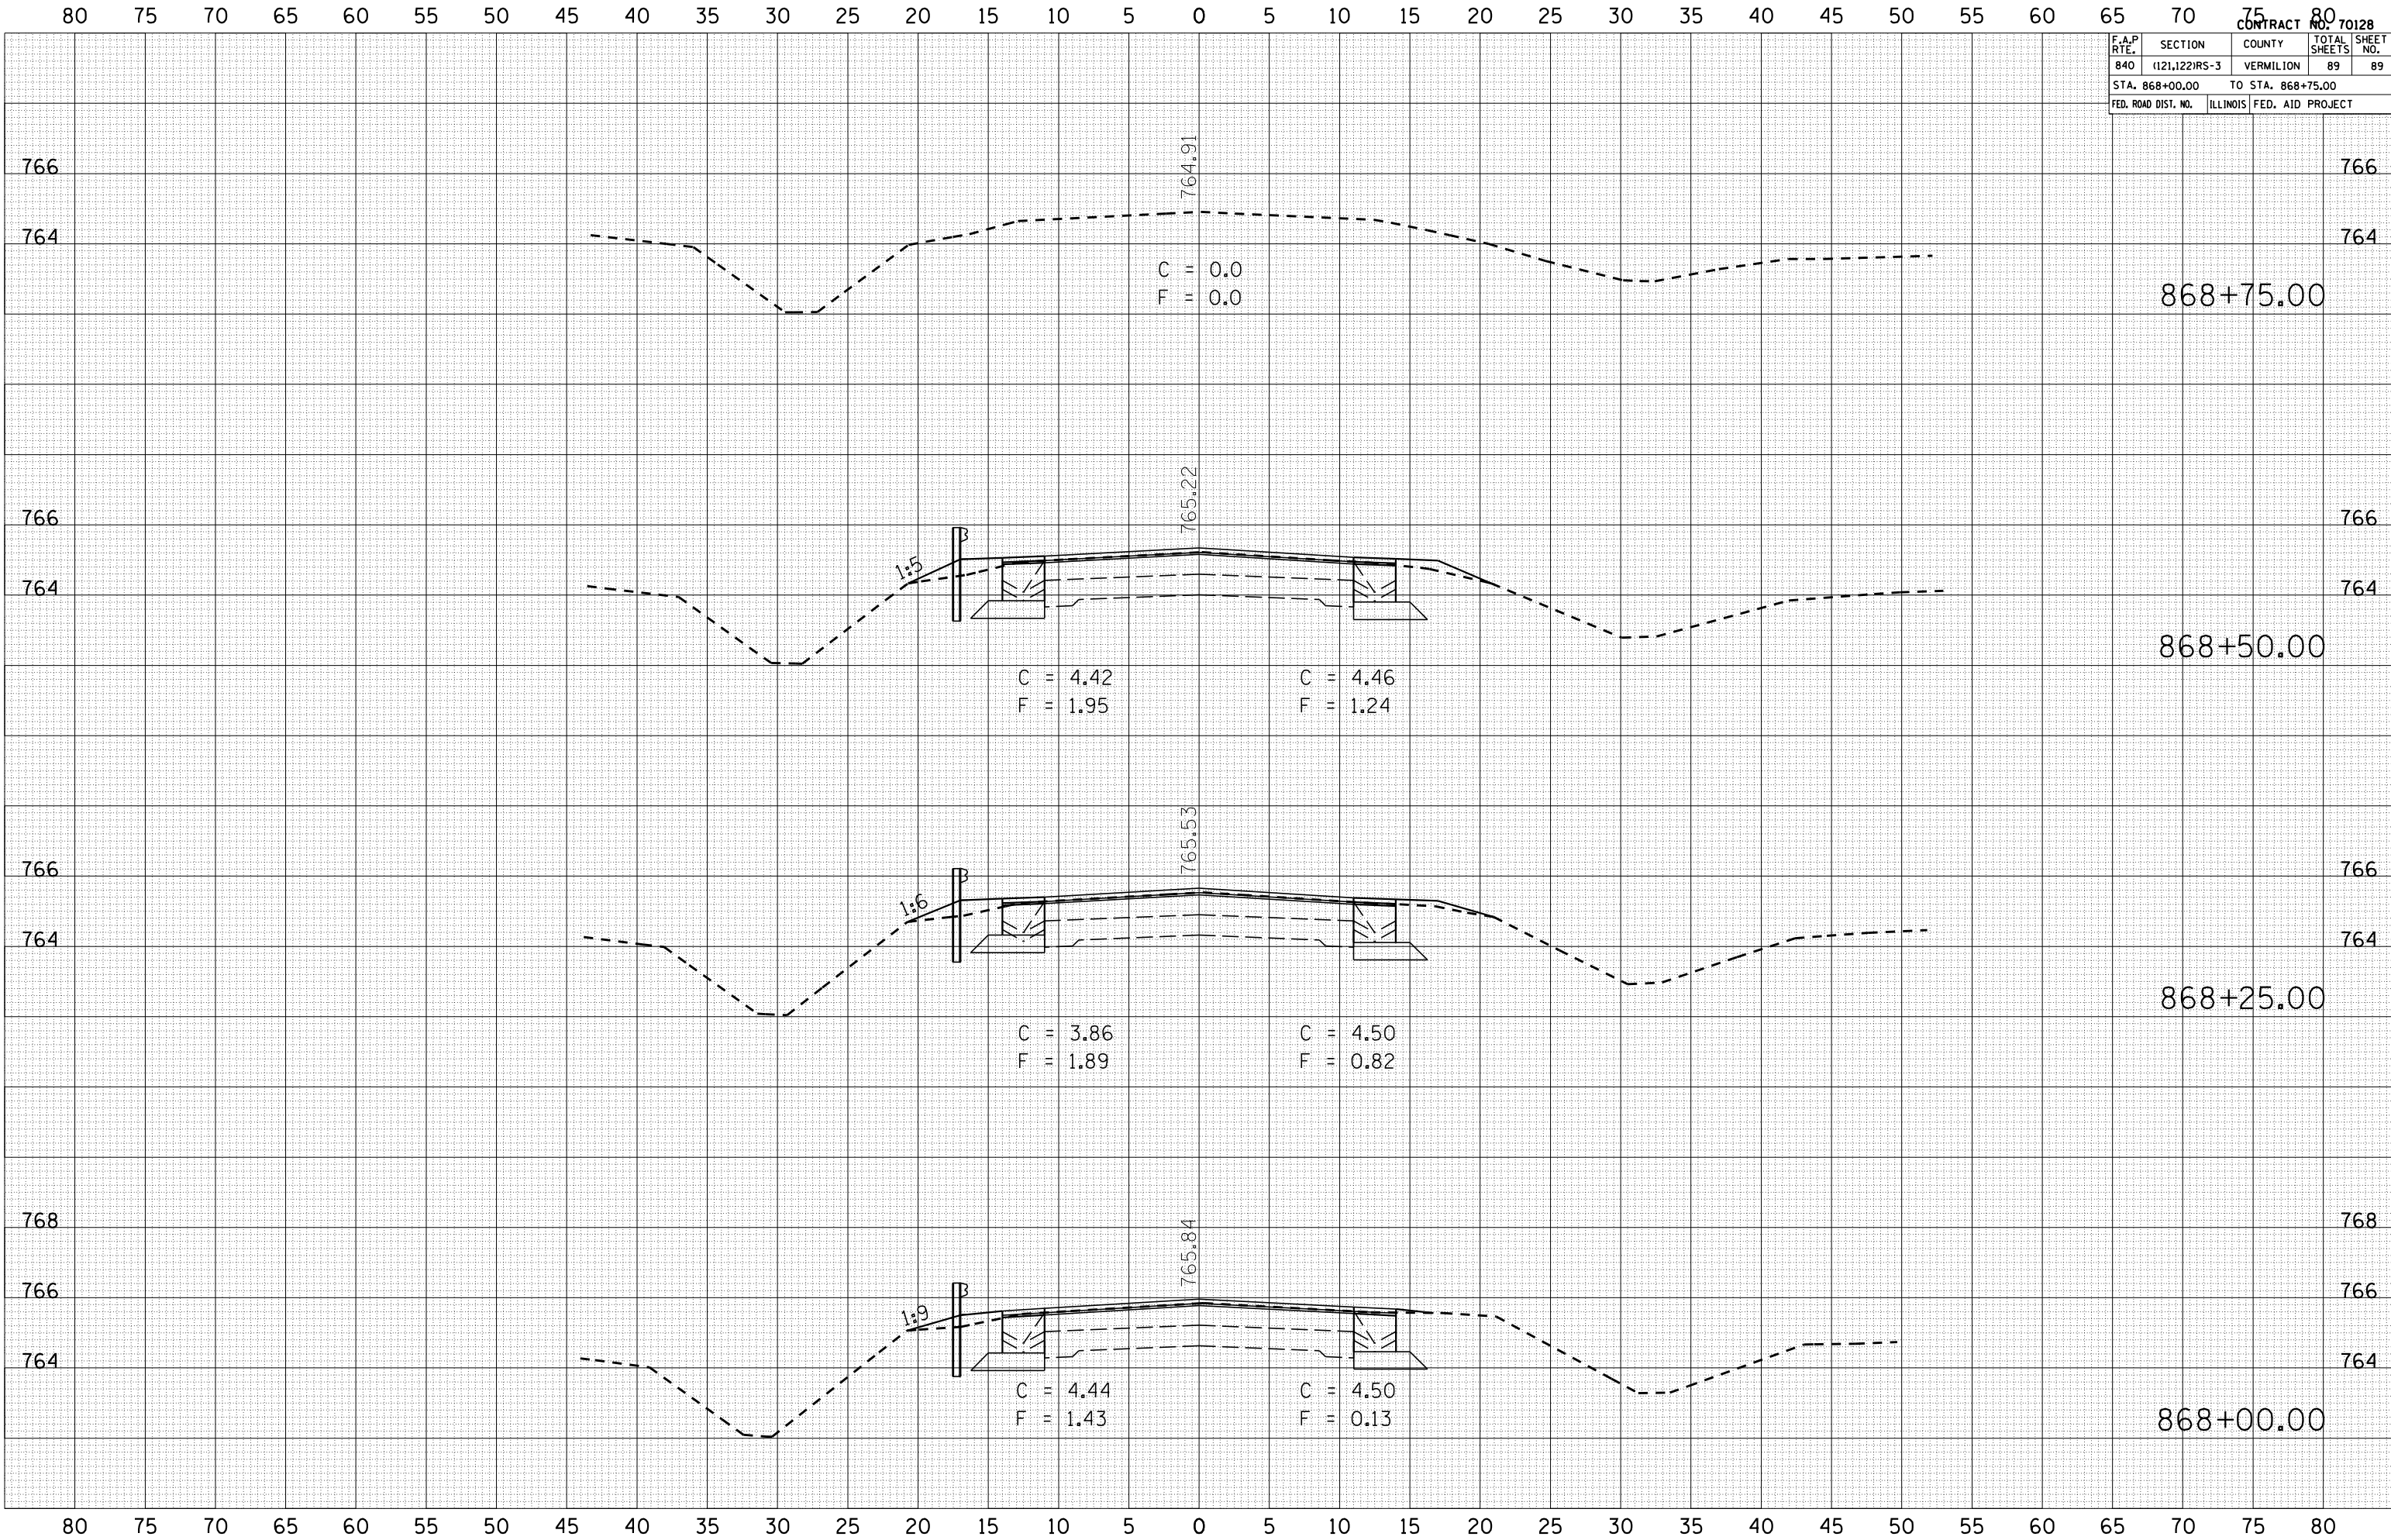 80 75 70 65 60 55 50 45 40 35 30 25 20 15 10 5 0 5 10 15 20 25 30 35 40 45 50 55 60 65 70 75 80
CONTRACT NO. 70128
F.A.P RTE. SECTION COUNTY TOTAL SHEETS SHEET NO.
840 (121,122)RS-3 VERMILION 89 89
STA. 868+00.00 TO STA. 868+75.00
FED. ROAD DIST. NO. ILLINOIS FED. AID PROJECT
764.91
766 766
764 764
C = 0.0
F = 0.0
868+75.00
765.22
766 766
1:5
764 764
868+50.00
C = 4.42 C = 4.46
F = 1.95 F = 1.24
765.53
766 766
1:6
764 764
868+25.00
C = 3.86 C = 4.50
F = 1.89 F = 0.82
768 768
765.84
766 766
1:9
764 764
C = 4.44 C = 4.50
F = 1.43 F = 0.13
868+00.00
80 75 70 65 60 55 50 45 40 35 30 25 20 15 10 5 0 5 10 15 20 25 30 35 40 45 50 55 60 65 70 75 80